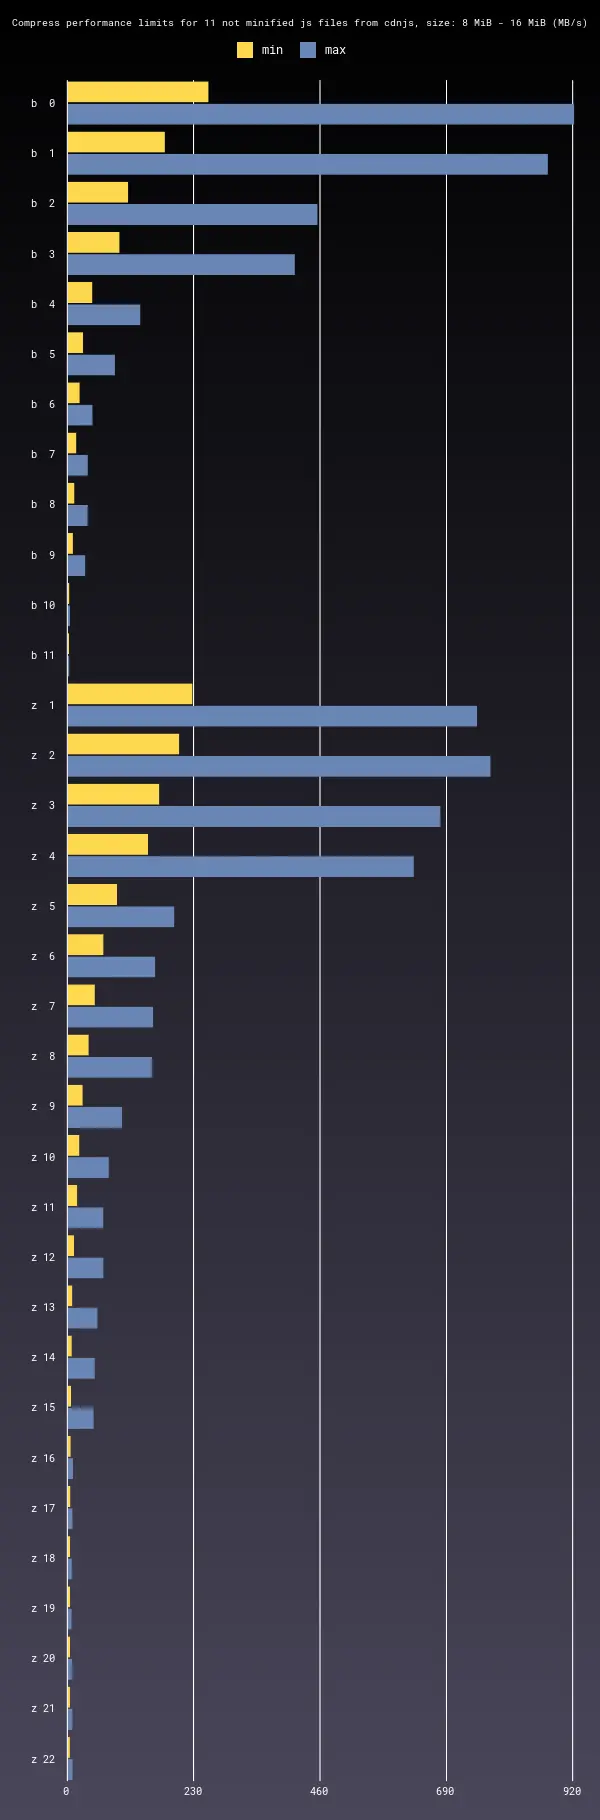 Compress performance limits for 11 not minified js files from cdnjs, size: 8 MiB - 16 MiB (MB/s)
min max
b 0
b 1
b 2
b 3
b 4
b 5
b 6
b 7
b 8
b 9
b 10
b 11
z 1
z 2
z 3
z 4
z 5
z 6
z 7
z 8
z 9
z 10
z 11
z 12
z 13
z 14
z 15
z 16
z 17
z 18
z 19
z 20
z 21
z 22
0 230 460 690 920